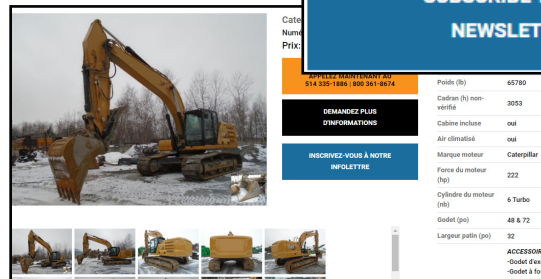 NEWSLET
Numé
Prix:
APPELEZ MAINTENANT AU
514 335-1886 | 800 361-8674
DEMANDEZ PLUS
D'INFORMATIONS
INSCRIVEZ-VOUS À NOTRE
INFOLETTRE
Poids (lb) 65780
Cadran (h) non-
vérifié 3053
Cabine incluse oui
Air climatisé oui
Marque moteur Caterpillar
Force du moteur
(hp) 222
Cylindre du moteur
(nb) 6 Turbo
Godet (po) 48 & 72
Largeur patin (po) 32
ACCESSOIR
-Godet d'ex
-Godet à fo